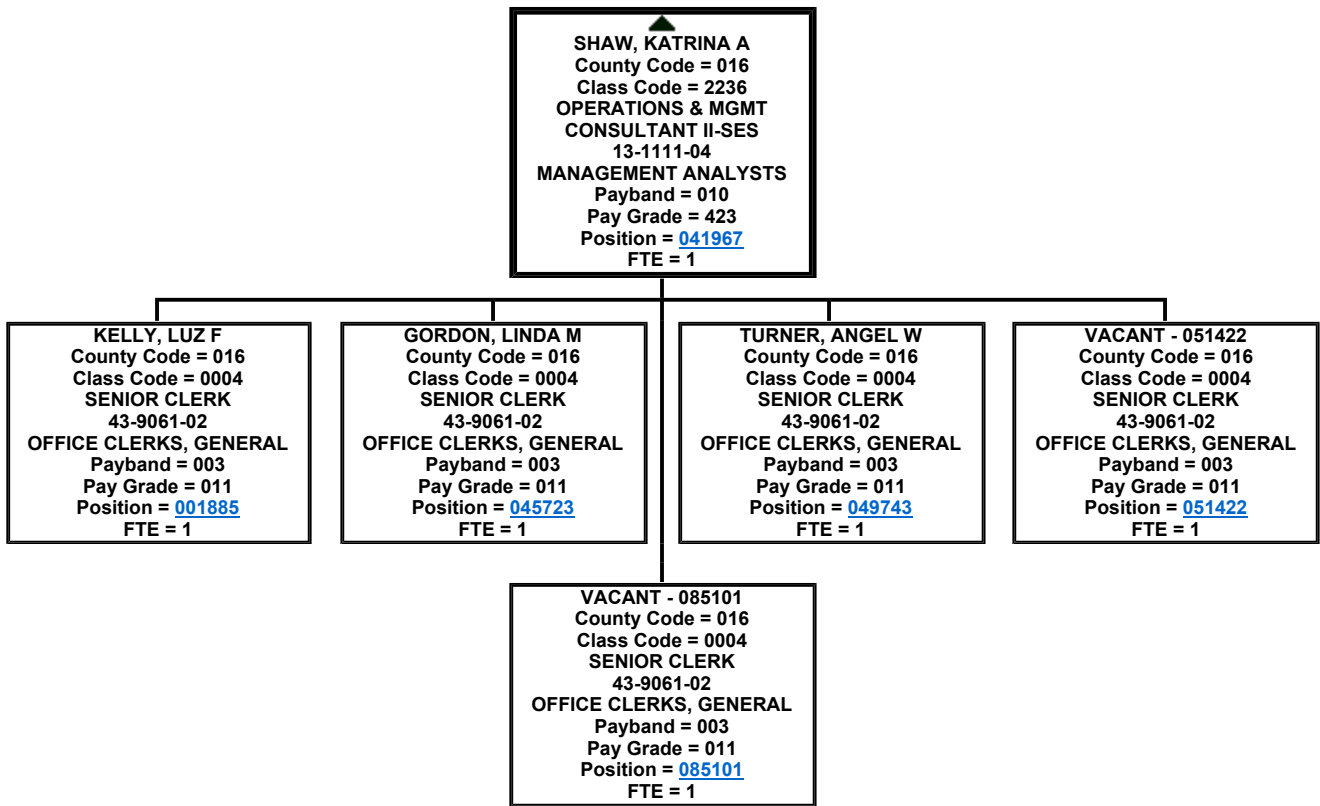 SHAW, KATRINA A
County Code = 016
Class Code = 2236
OPERATIONS & MGMT
CONSULTANT II-SES
13-1111-04
MANAGEMENT ANALYSTS
Payband = 010
Pay Grade = 423
Position = 041967
FTE = 1
KELLY, LUZ F
County Code = 016
Class Code = 0004
SENIOR CLERK
43-9061-02
OFFICE CLERKS, GENERAL
Payband = 003
Pay Grade = 011
Position = 001885
FTE = 1
GORDON, LINDA M
County Code = 016
Class Code = 0004
SENIOR CLERK
43-9061-02
OFFICE CLERKS, GENERAL
Payband = 003
Pay Grade = 011
Position = 045723
FTE = 1
TURNER, ANGEL W
County Code = 016
Class Code = 0004
SENIOR CLERK
43-9061-02
OFFICE CLERKS, GENERAL
Payband = 003
Pay Grade = 011
Position = 049743
FTE = 1
VACANT - 051422
County Code = 016
Class Code = 0004
SENIOR CLERK
43-9061-02
OFFICE CLERKS, GENERAL
Payband = 003
Pay Grade = 011
Position = 051422
FTE = 1
VACANT - 085101
County Code = 016
Class Code = 0004
SENIOR CLERK
43-9061-02
OFFICE CLERKS, GENERAL
Payband = 003
Pay Grade = 011
Position = 085101
FTE = 1